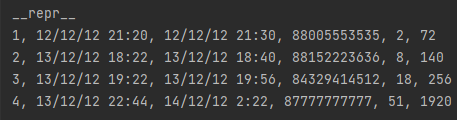 __repr__
1, 12/12/12 21:20, 12/12/12 21:30, 88005553535, 2, 72
2, 13/12/12 18:22, 13/12/12 18:40, 88152223636, 8, 140
3, 13/12/12 19:22, 13/12/12 19:56, 84329414512, 18, 256
4, 13/12/12 22:44, 14/12/12 2:22, 87777777777, 51, 1920